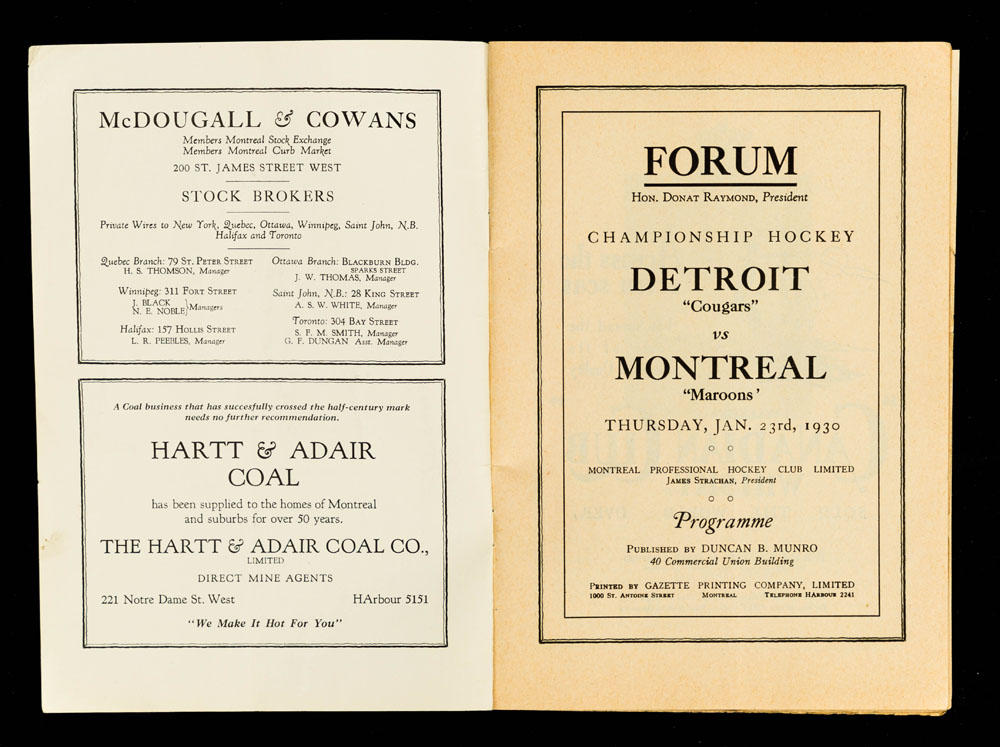 McDOUGALL & COWANS
Members Montreal Stock Exchange
Members Montreal Curb Market
200 ST. JAMES STREET WEST
STOCK BROKERS
Private Wires to New York, Quebec, Ottawa, Winnipeg, Saint John, N.B.
Halifax and Toronto
Quebec Branch: 79 ST. PETER STREET
H. S. THOMSON, Manager
Winnipeg: 311 FORT STREET
J. BLACK
N. E. NOBLE } Managers
Halifax: 157 HOLLIS STREET
L. R. PEEBLES, Manager
Ottawa Branch: BLACKBURN BLDG.
SPARKS STREET
J. W. THOMAS, Manager
Saint John, N.B.: 28 KING STREET
A. S. W. WHITE, Manager
Toronto: 304 BAY STREET
S. F. M. SMITH, Manager
G. F. DUNGAN Asst. Manager
A Coal business that has succesfully crossed the half-century mark
needs no further recommendation.
HARTT & ADAIR
COAL
has been supplied to the homes of Montreal
and suburbs for over 50 years.
THE HARTT & ADAIR COAL CO.,
LIMITED
DIRECT MINE AGENTS
221 Notre Dame St. West HArbour 5151
"We Make It Hot For You"
FORUM
HON. DONAT RAYMOND, President
CHAMPIONSHIP HOCKEY
DETROIT
"Cougars"
vs
MONTREAL
"Maroons'
THURSDAY, JAN. 23rd, 1930
MONTREAL PROFESSIONAL HOCKEY CLUB LIMITED
JAMES STRACHAN, President
Programme
PUBLISHED BY DUNCAN B. MUNRO
40 Commercial Union Building
PRINTED BY GAZETTE PRINTING COMPANY, LIMITED
1000 ST. ANTOINE STREET MONTREAL TELEPHONE HARBOUR 2241